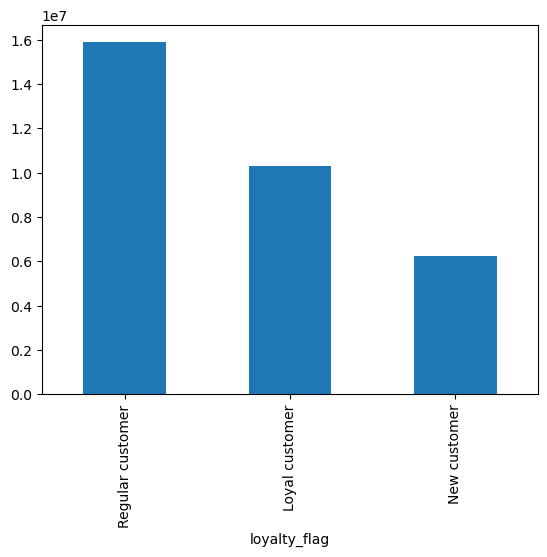 1e7
1.6
1.4
1.2
1.0
0.8
0.6
0.4
0.2
0.0
Regular customer
Loyal customer
New customer
loyalty_flag